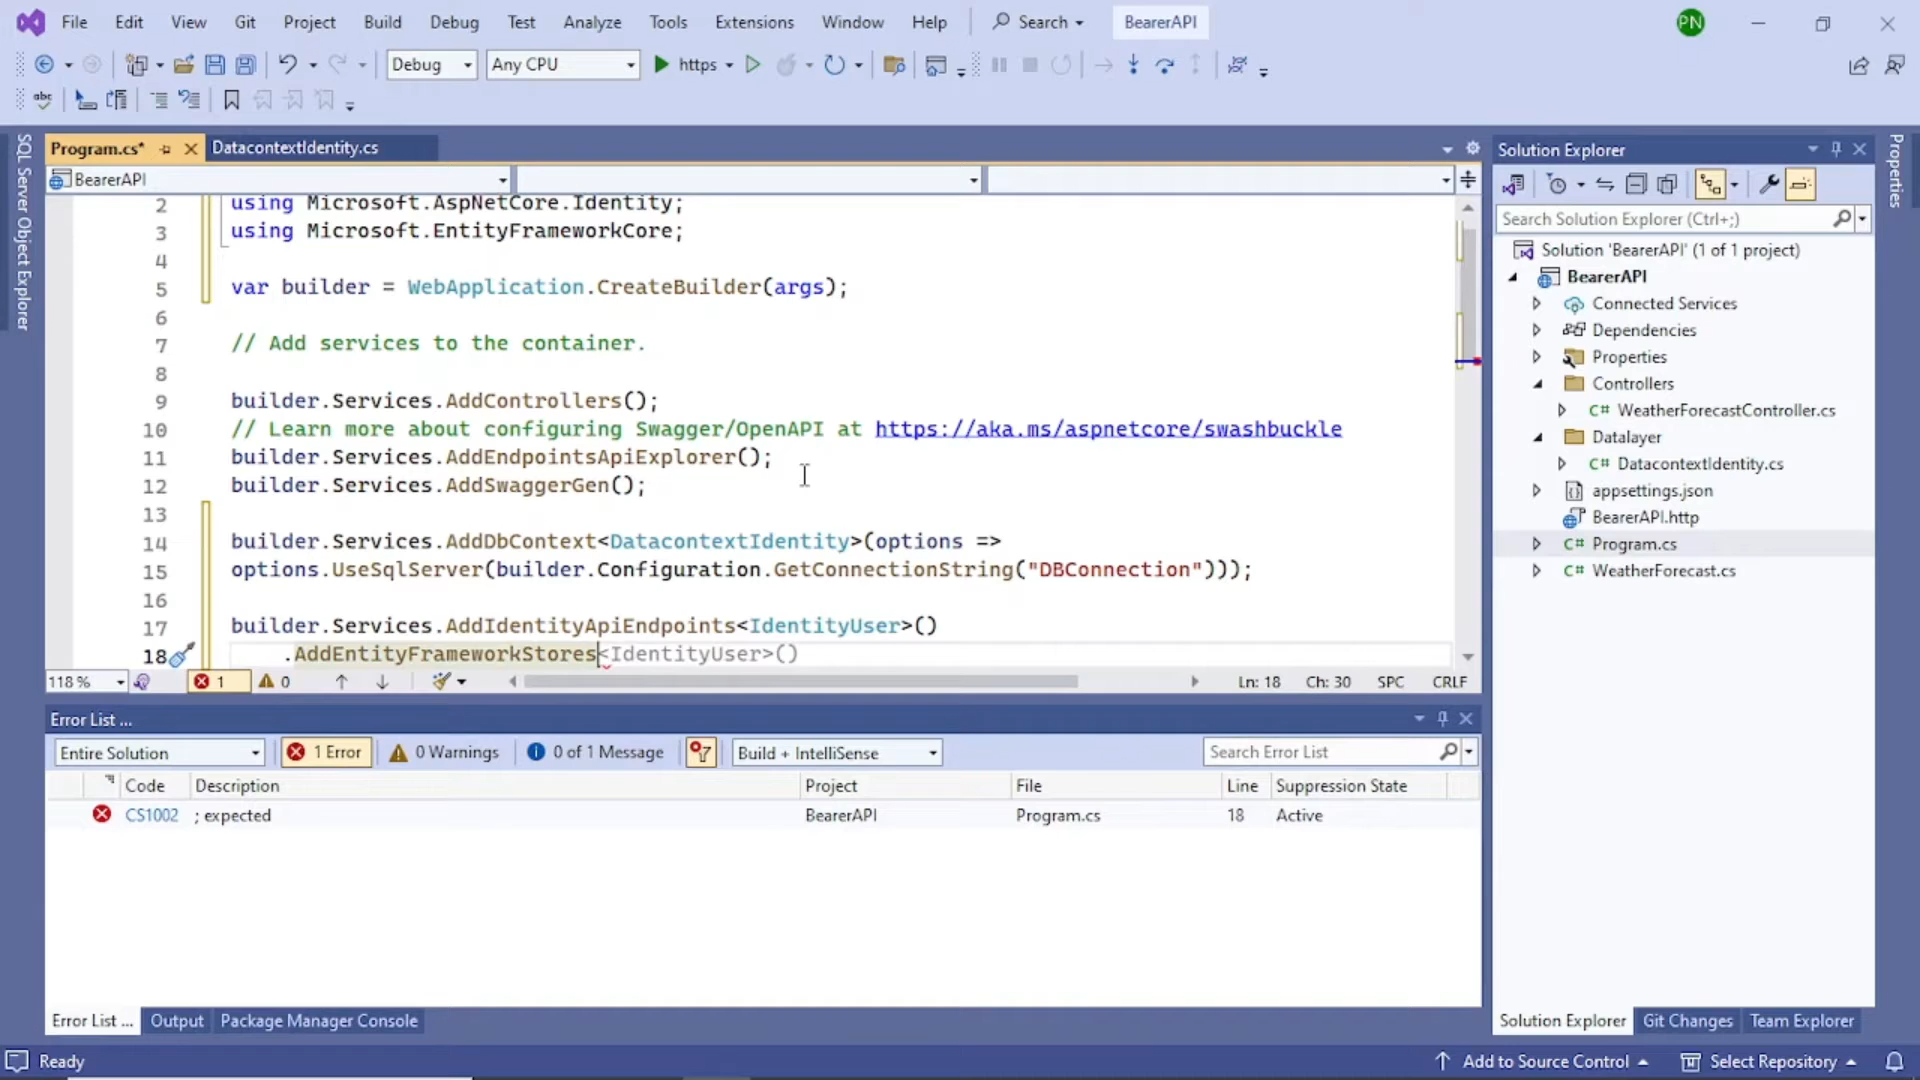 File Edit View Git Project Build Debug Test Analyze Tools Extensions Window Help Search BearerAPI PN
Debug Any CPU https
abc
Program.cs* DatacontextIdentity.cs
BearerAPI
2 using Microsoft.AspNetCore.Identity;
3 using Microsoft.EntityFrameworkCore;
4
5 var builder = WebApplication.CreateBuilder(args);
6
7 // Add services to the container.
8
9 builder.Services.AddControllers();
10 // Learn more about configuring Swagger/OpenAPI at https://aka.ms/aspnetcore/swashbuckle
11 builder.Services.AddEndpointsApiExplorer();
12 builder.Services.AddSwaggerGen();
13
14 builder.Services.AddDbContext<DatacontextIdentity>(options =>
15 options.UseSqlServer(builder.Configuration.GetConnectionString("DBConnection")));
16
17 builder.Services.AddIdentityApiEndpoints<IdentityUser>()
18 .AddEntityFrameworkStores<IdentityUser>()
118 % 1 0 Ln: 18 Ch: 30 SPC CRLF
Error List ...
Entire Solution 1 Error 0 Warnings 0 of 1 Message Build + IntelliSense Search Error List
Code Description Project File Line Suppression State
CS1002 ; expected BearerAPI Program.cs 18 Active
Error List ... Output Package Manager Console
SQL Server Object Explorer
Solution Explorer
Search Solution Explorer (Ctrl+;)
Solution 'BearerAPI' (1 of 1 project)
BearerAPI
Connected Services
Dependencies
Properties
Controllers
C# WeatherForecastController.cs
Datalayer
C# DatacontextIdentity.cs
appsettings.json
BearerAPI.http
C# Program.cs
C# WeatherForecast.cs
Solution Explorer Git Changes Team Explorer
Properties
Ready Add to Source Control Select Repository